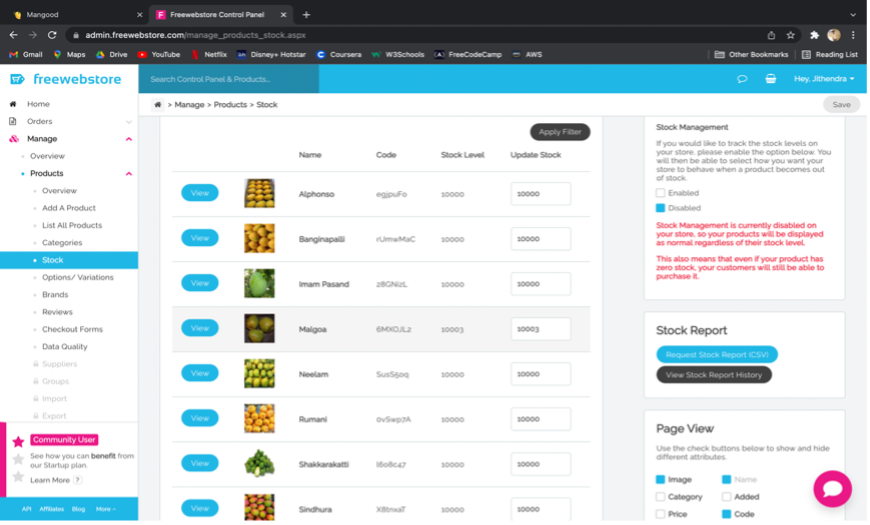 Mangood
Freewebstore Control Panel
admin.freewebstore.com/manage_products_stock.aspx
Gmail Maps Drive YouTube Netflix Disney+ Hotstar Coursera W3Schools FreeCodeCamp AWS Other Bookmarks Reading List
freewebstore
Search Control Panel & Products...
Hey, Jithendra
> Manage > Products > Stock
Save
Home
Orders
Manage
Overview
Products
Overview
Add A Product
List All Products
Categories
Stock
Options/ Variations
Brands
Reviews
Checkout Forms
Data Quality
Suppliers
Groups
Import
Export
Community User
See how you can benefit from
our Startup plan.
Learn More ?
API Affiliates Blog More
Apply Filter
Name Code Stock Level Update Stock
View Alphonso egjpuFo 10000 10000
View Banginapalli rUmwMaC 10000 10000
View Imam Pasand 28GNizL 10000 10000
View Malgoa 6MXOJL2 10003 10003
View Neelam SusS5oq 10000 10000
View Rumani 0vSwp7A 10000 10000
View Shakkarakatti l6o8c47 10000 10000
View Sindhura X8tnwaT 10000 10000
Stock Management
If you would like to track the stock levels on
your store, please enable the option below. You
will then be able to select how you want your
store to behave when a product becomes out
of stock.
Enabled
Disabled
Stock Management is currently disabled on
your store, so your products will be displayed
as normal regardless of their stock level.
This also means that even if your product has
zero stock, your customers will still be able to
purchase it.
Stock Report
Request Stock Report (CSV)
View Stock Report History
Page View
Use the check buttons below to show and hide
different attributes.
Image Name
Category Added
Price Code